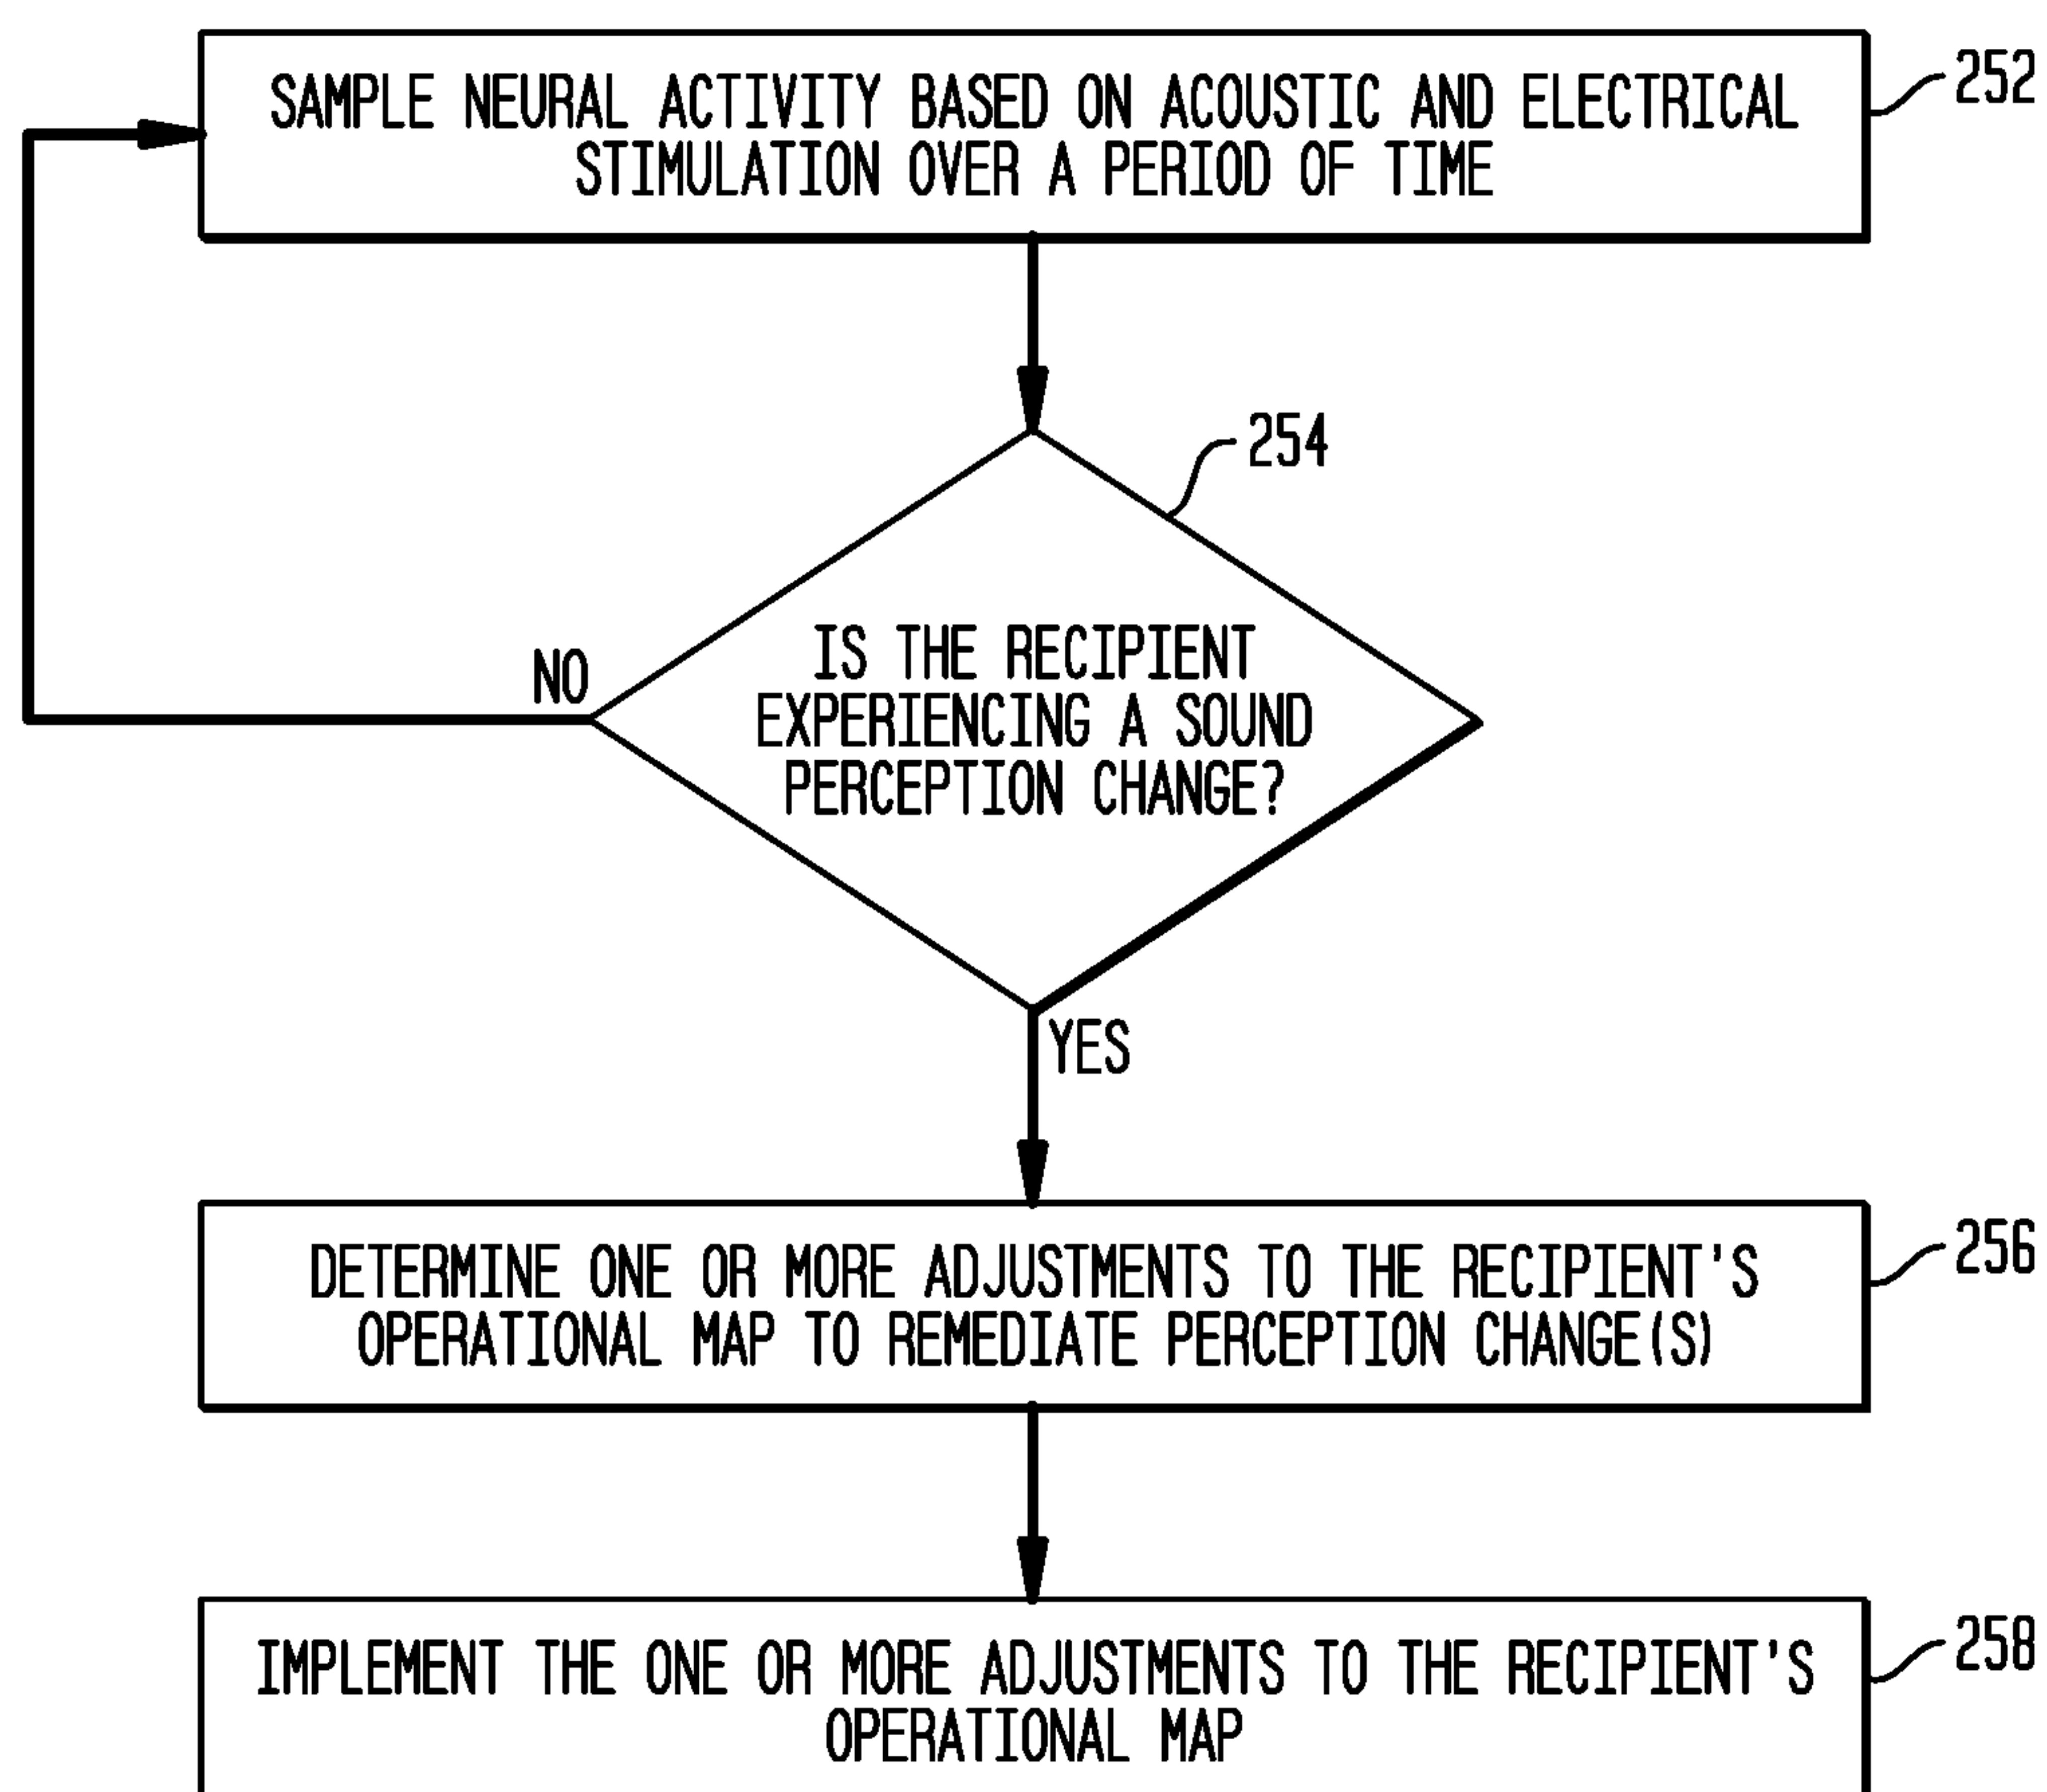 SAMPLE NEURAL ACTIVITY BASED ON ACOUSTIC AND ELECTRICAL
STIMULATION OVER A PERIOD OF TIME
252
254
IS THE RECIPIENT
EXPERIENCING A SOUND
PERCEPTION CHANGE?
NO
YES
DETERMINE ONE OR MORE ADJUSTMENTS TO THE RECIPIENT'S
OPERATIONAL MAP TO REMEDIATE PERCEPTION CHANGE(S)
256
IMPLEMENT THE ONE OR MORE ADJUSTMENTS TO THE RECIPIENT'S
OPERATIONAL MAP
258